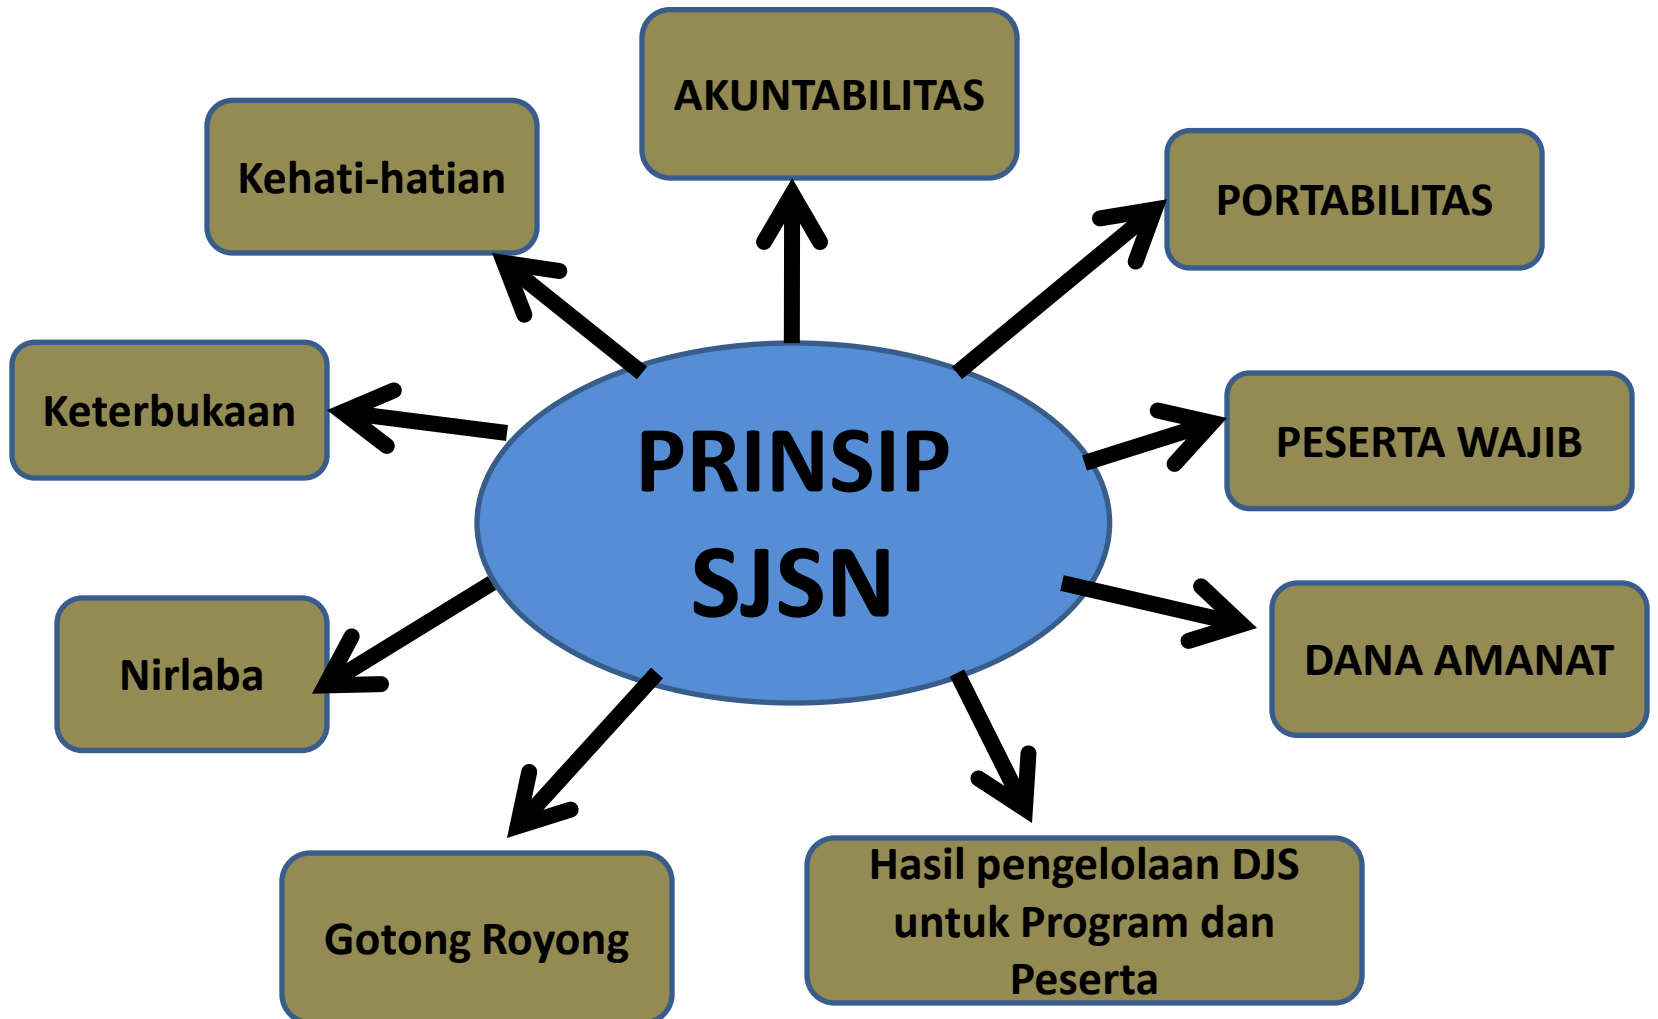 AKUNTABILITAS
Kehati-hatian
PORTABILITAS
Keterbukaan
PESERTA WAJIB
PRINSIP
SJSN
Nirlaba
DANA AMANAT
Gotong Royong
Hasil pengelolaan DJS
untuk Program dan
Peserta